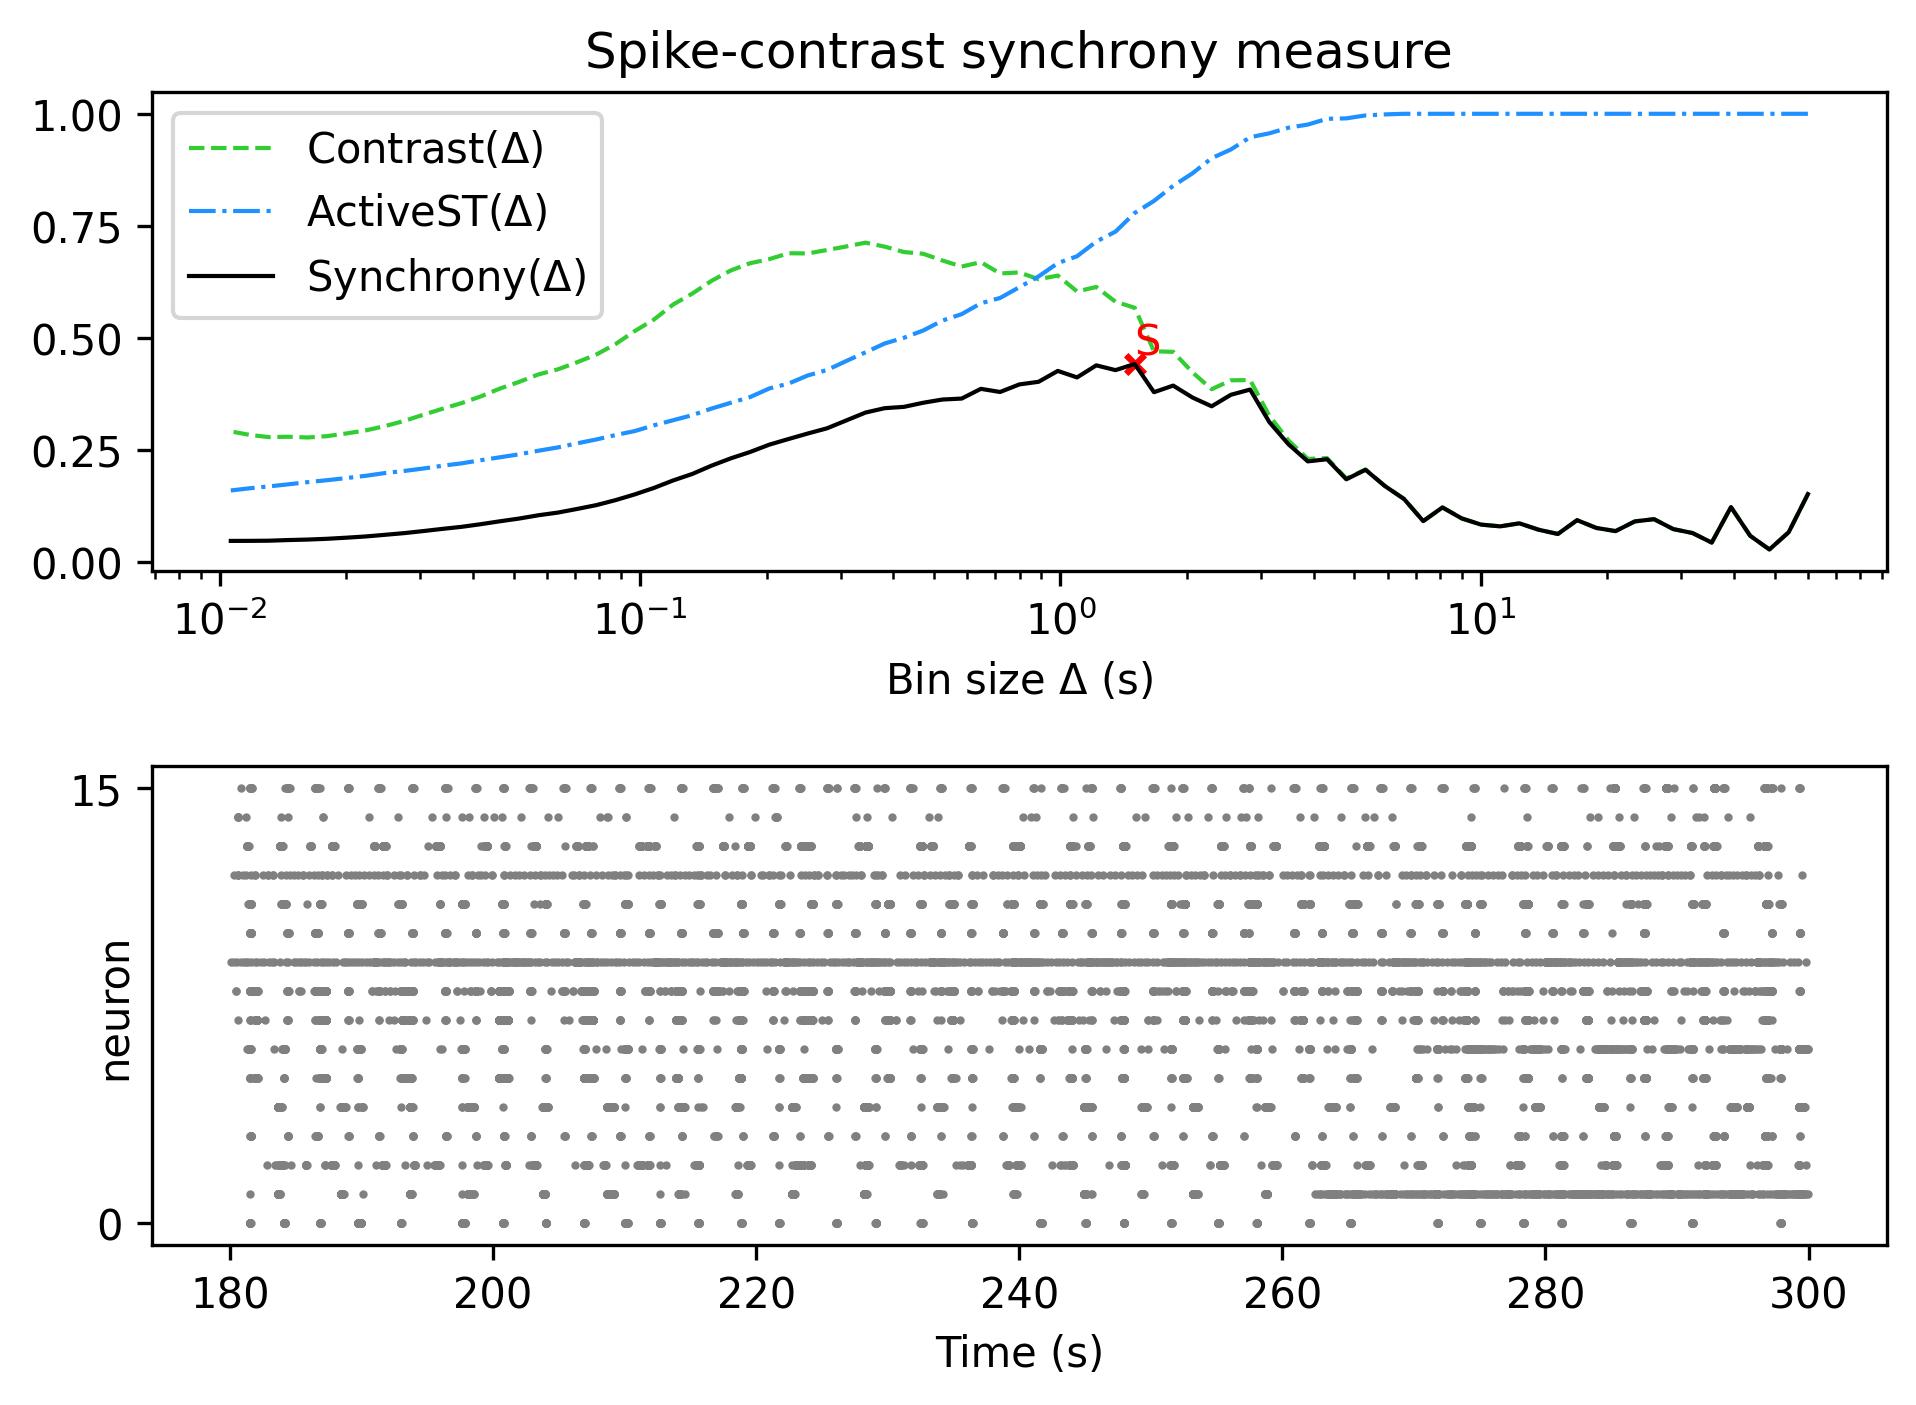 Spike-contrast synchrony measure
1.00
0.75
0.50
0.25
0.00
Contrast(Δ)
ActiveST(Δ)
Synchrony(Δ)
S
10⁻² 10⁻¹ 10⁰ 10¹
Bin size Δ (s)
15
0
neuron
180 200 220 240 260 280 300
Time (s)